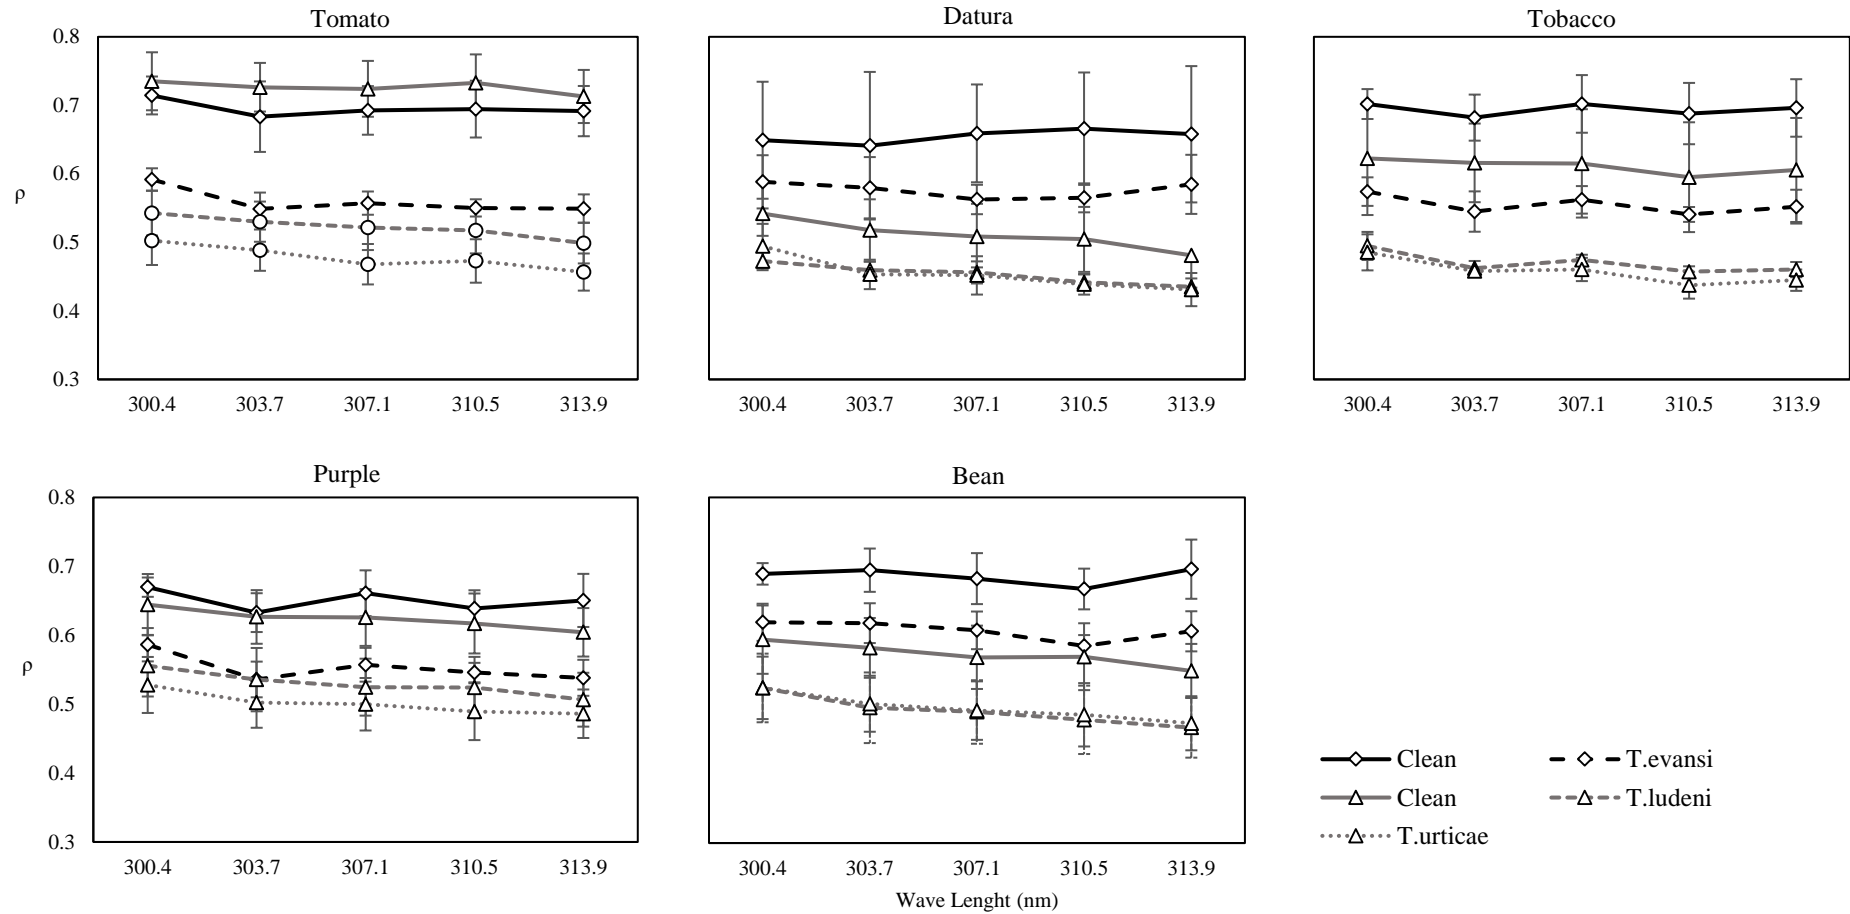 Tomato Datura Tobacco
0.8
0.7
0.6
ρ
0.5
0.4
0.3
300.4 303.7 307.1 310.5 313.9 300.4 303.7 307.1 310.5 313.9 300.4 303.7 307.1 310.5 313.9
Purple Bean
0.8
0.7
0.6
ρ
0.5
0.4
0.3
300.4 303.7 307.1 310.5 313.9 300.4 303.7 307.1 310.5 313.9
Wave Lenght (nm)
Clean T.evansi
Clean T.ludeni
T.urticae